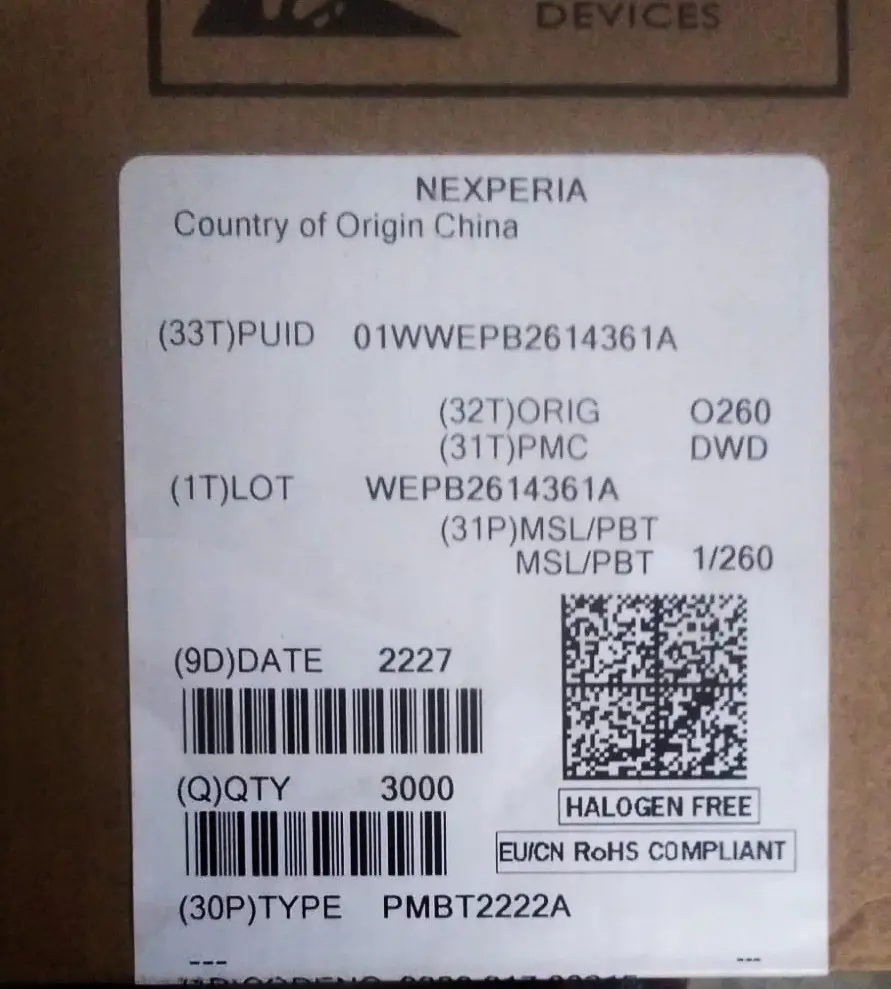 DEVICES
NEXPERIA
Country of Origin China
(33T)PUID 01WWEPB2614361A
(32T)ORIG O260
(31T)PMC DWD
(1T)LOT WEPB2614361A
(31P)MSL/PBT
MSL/PBT 1/260
(9D)DATE 2227
(Q)QTY 3000
HALOGEN FREE
EU/CN RoHS COMPLIANT
(30P)TYPE PMBT2222A
--- ---